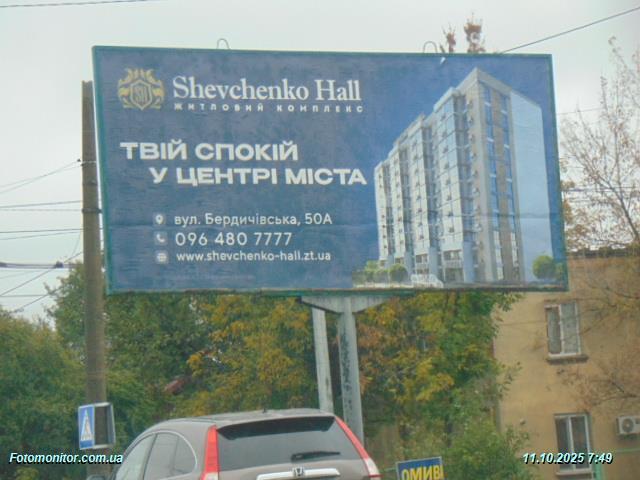 Shevchenko Hall
ЖИТЛОВИЙ КОМПЛЕКС
ТВІЙ СПОКІЙ
У ЦЕНТРІ МІСТА
вул. Бердичівська, 50А
096 480 7777
www.shevchenko-hall.zt.ua
ОМИВ
Fotomonitor.com.ua
11.10.2025 7:49